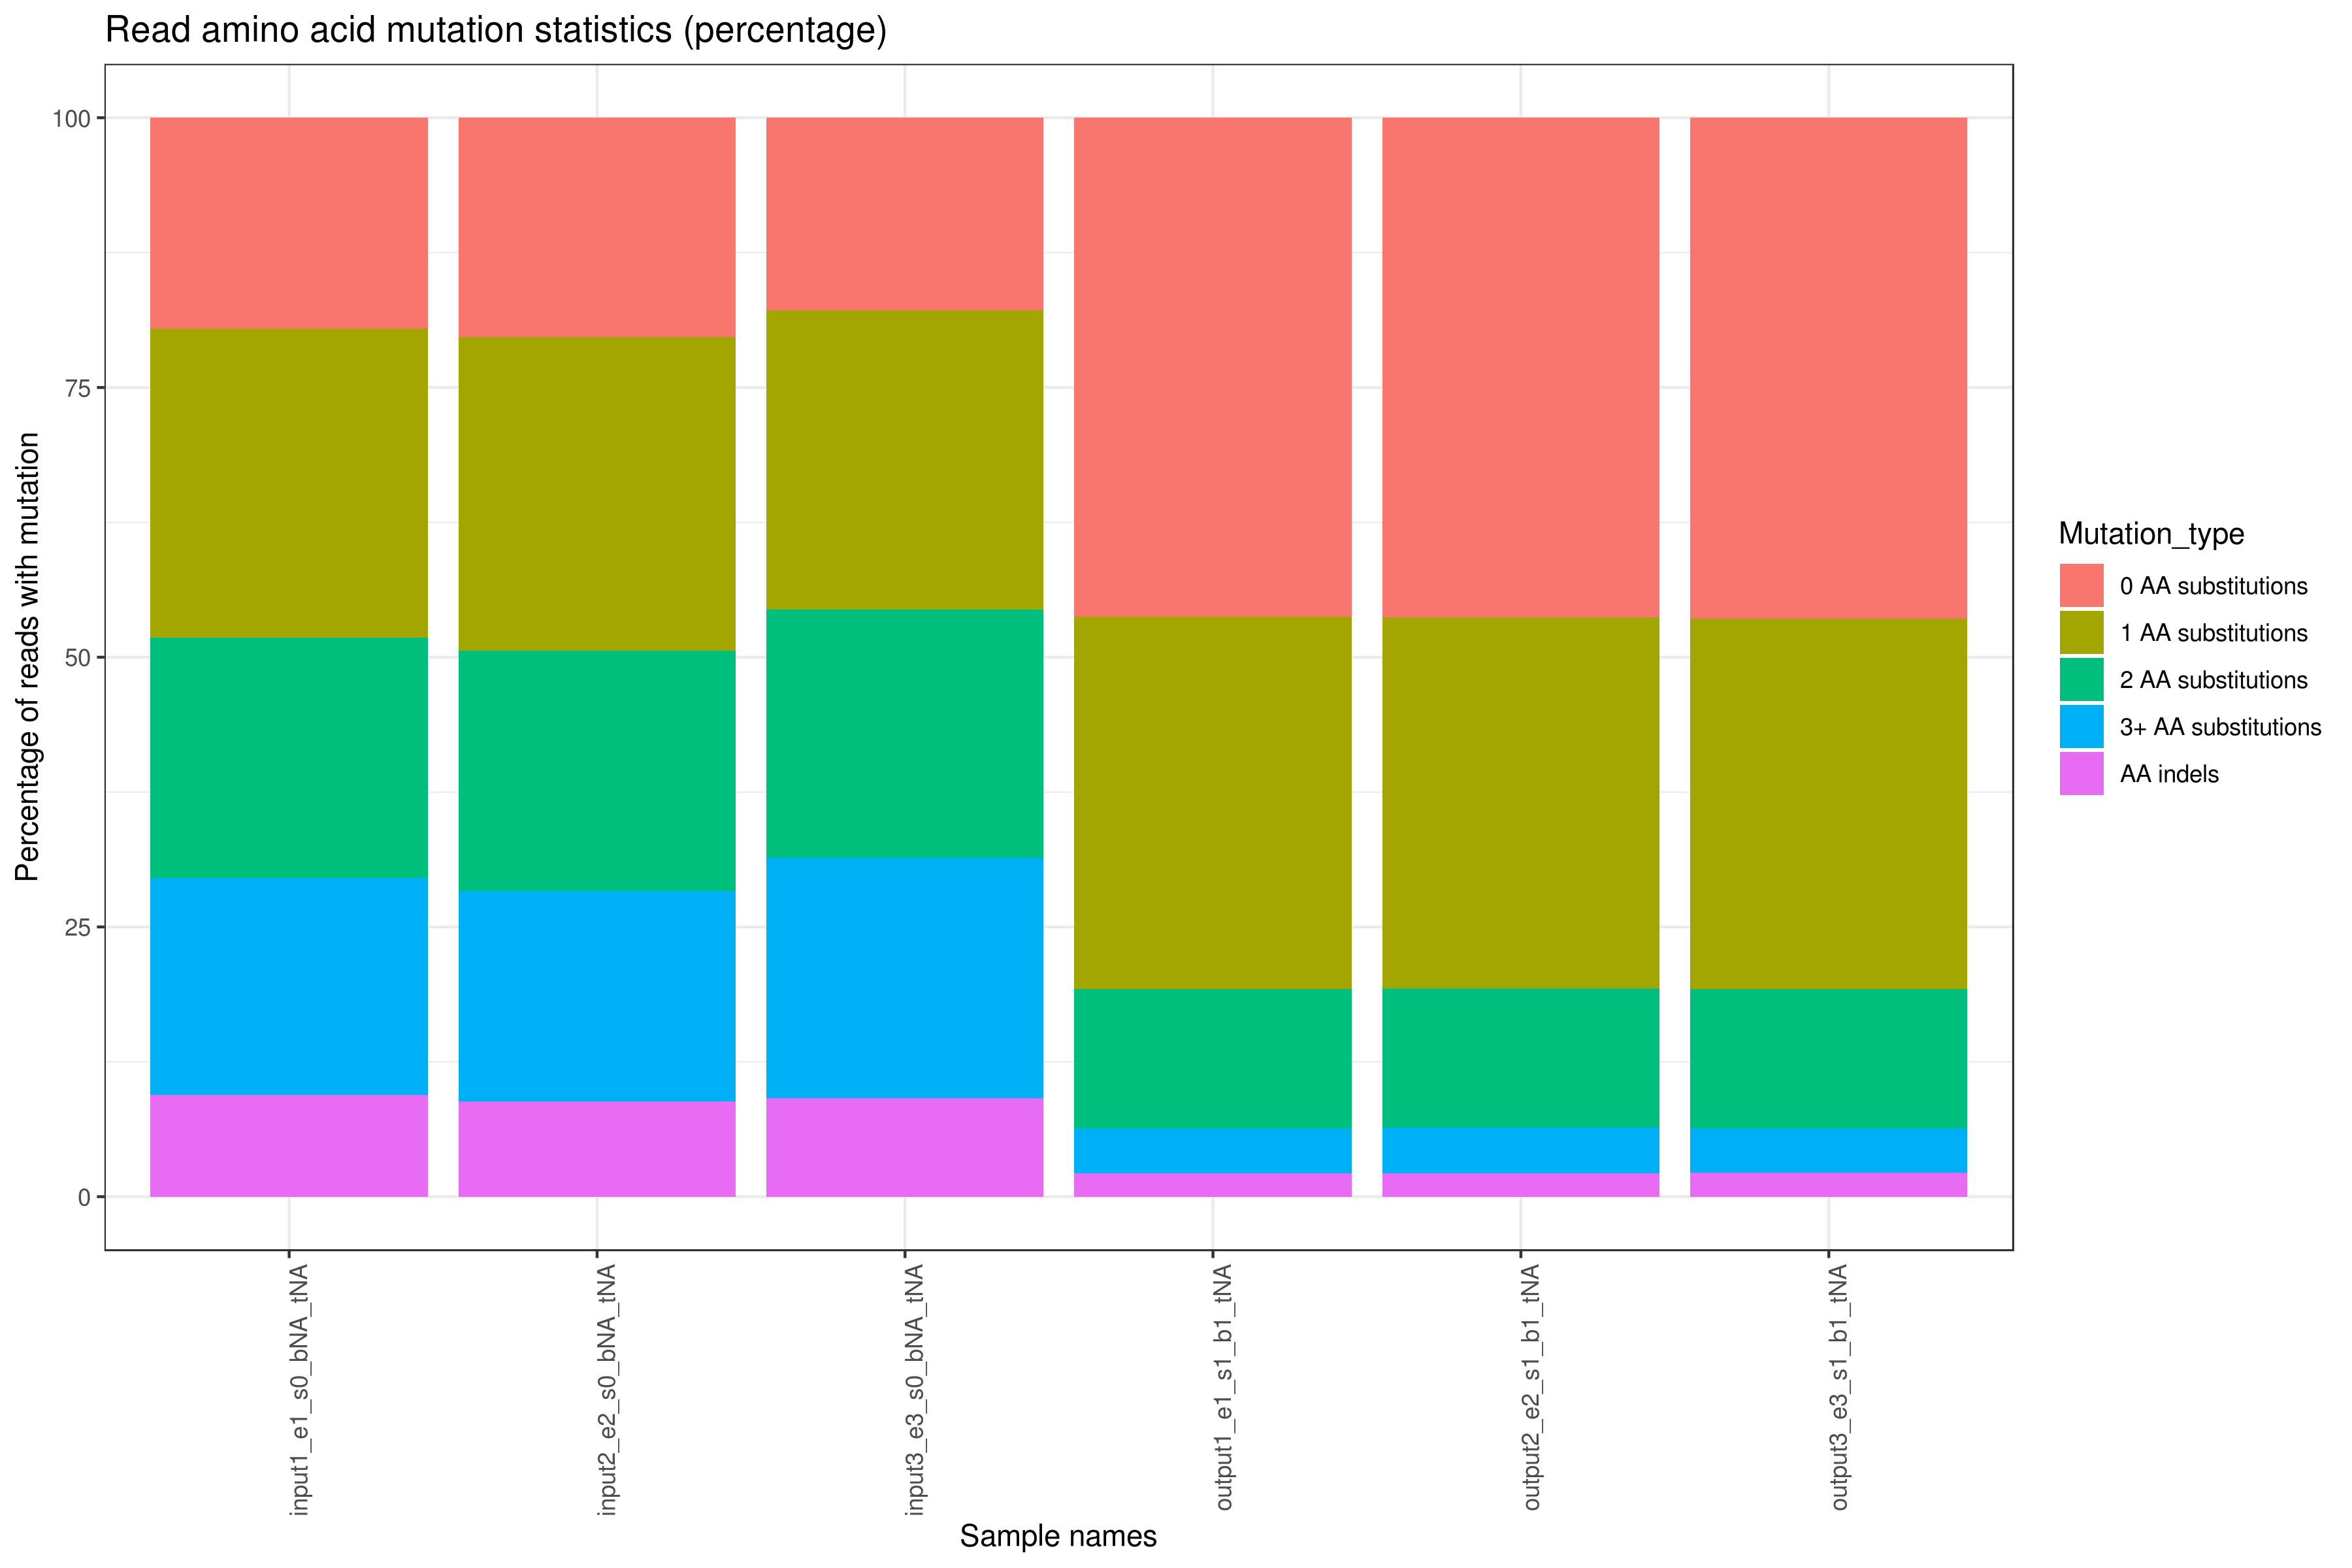 Read amino acid mutation statistics (percentage)
Percentage of reads with mutation
100
75
50
25
0
input1_e1_s0_bNA_tNA
input2_e2_s0_bNA_tNA
input3_e3_s0_bNA_tNA
output1_e1_s1_b1_tNA
output2_e2_s1_b1_tNA
output3_e3_s1_b1_tNA
Sample names
Mutation_type
0 AA substitutions
1 AA substitutions
2 AA substitutions
3+ AA substitutions
AA indels